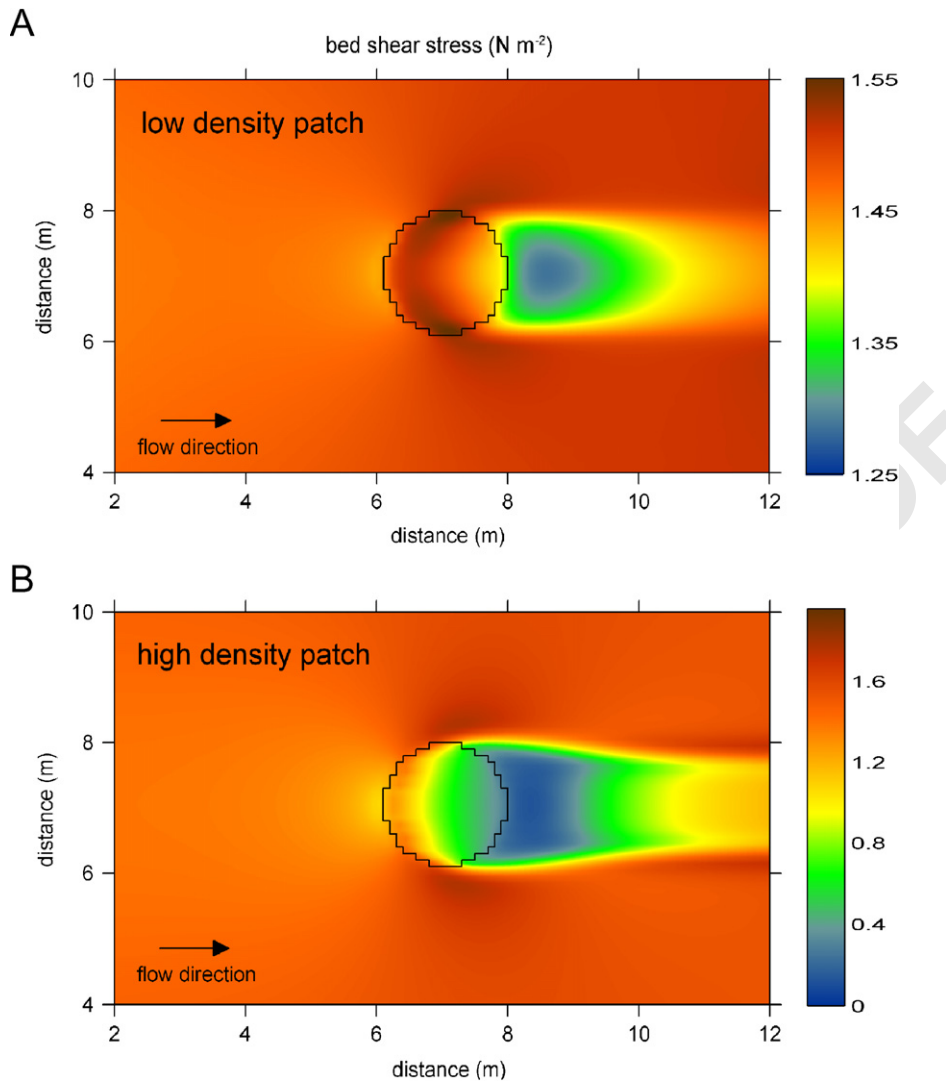 A
bed shear stress (N m⁻²)
10
8
6
4
distance (m)
low density patch
flow direction
2 4 6 8 10 12
distance (m)
1.55
1.45
1.35
1.25
B
10
8
6
4
distance (m)
high density patch
flow direction
2 4 6 8 10 12
distance (m)
1.6
1.2
0.8
0.4
0